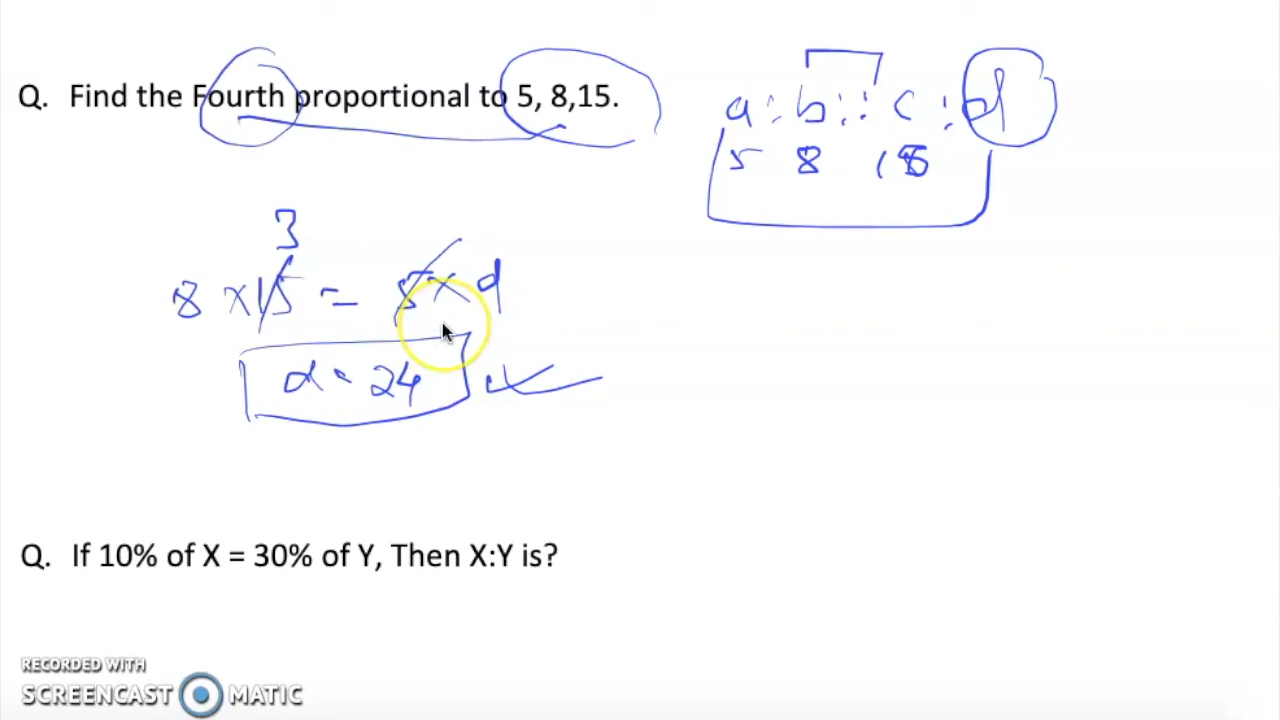 Q. Find the Fourth proportional to 5, 8,15.
a : b :: c : d
5 8 15
3
8 x 15 = 5 x d
d = 24
Q. If 10% of X = 30% of Y, Then X:Y is?
RECORDED WITH
SCREENCAST MATIC